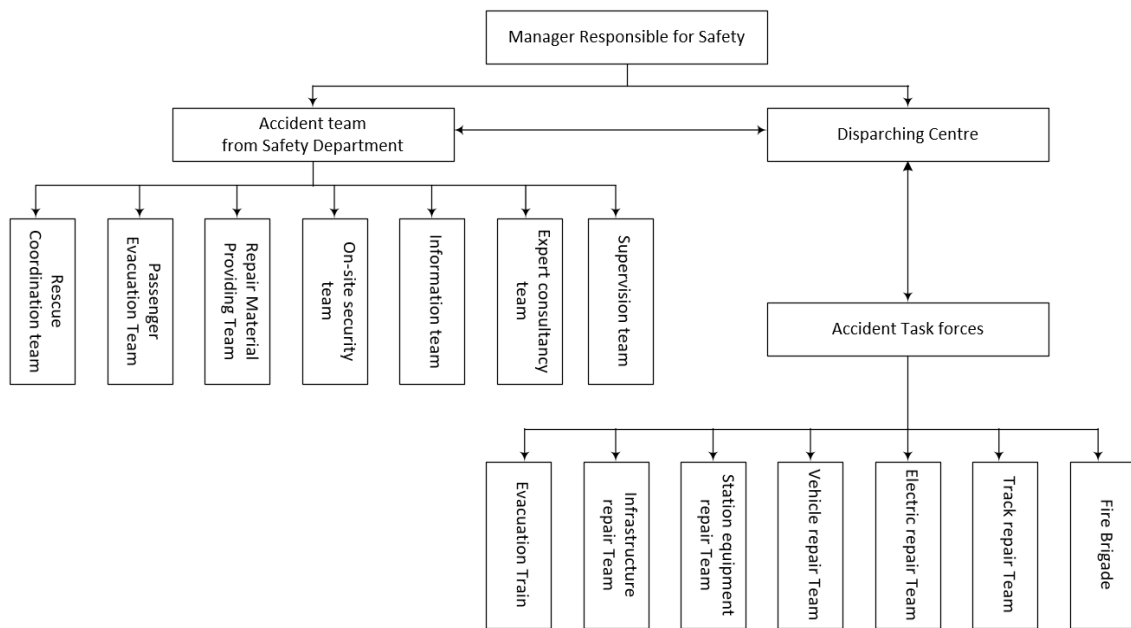 Manager Responsible for Safety
Accident team
from Safety Department
Disparching Centre
Rescue
Coordination team
Passenger
Evacuation Team
Repair Material
Providing Team
On-site security
team
Information team
Expert consultancy
team
Supervision team
Accident Task forces
Evacuation Train
Infrastructure
repair Team
Station equipment
repair Team
Vehicle repair Team
Electric repair Team
Track repair Team
Fire Brigade